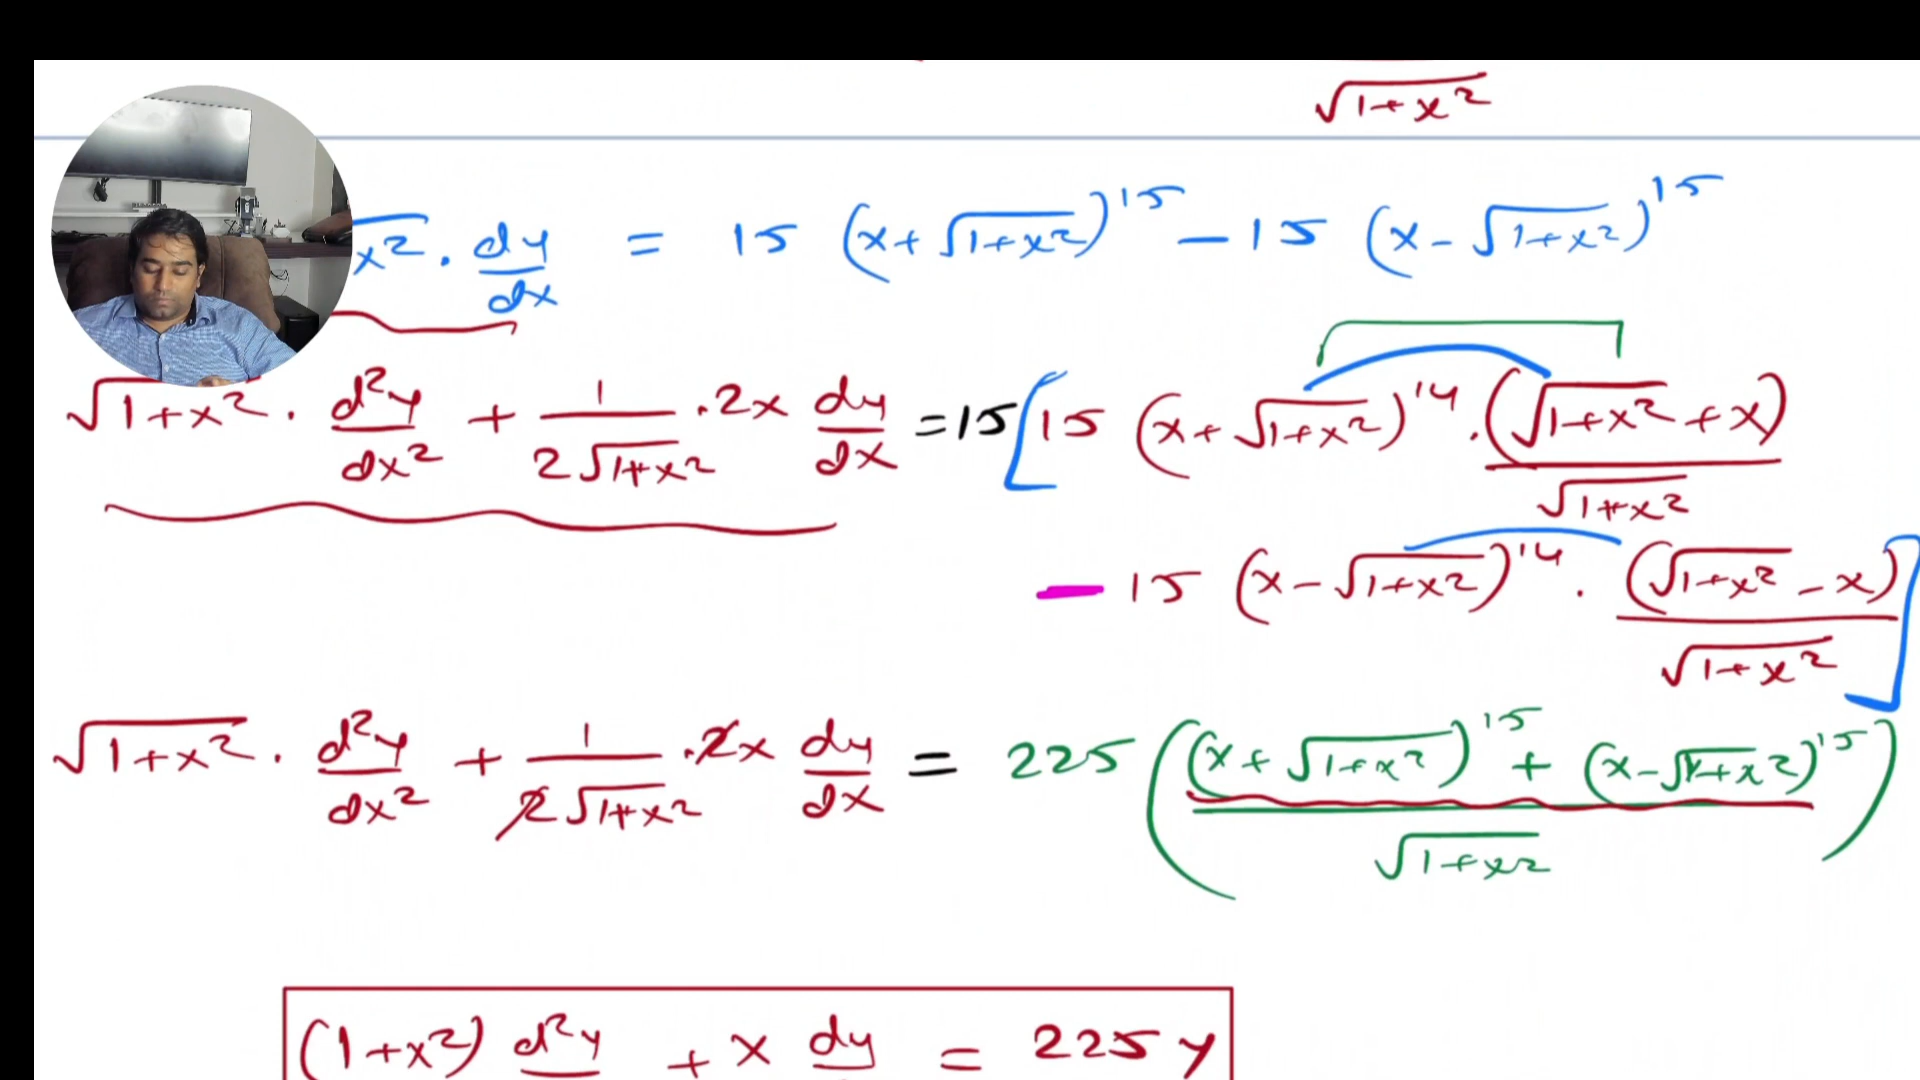 √(1+x²)
x² · dy/dx = 15 (x+√(1+x²))¹⁵ − 15 (x−√(1+x²))¹⁵
√(1+x²) · d²y/dx² + 1/(2√(1+x²)) · 2x dy/dx = 15 [15 (x+√(1+x²))¹⁴ · (√(1+x²)+x)/√(1+x²)
− 15 (x−√(1+x²))¹⁴ · (√(1+x²)−x)/√(1+x²)]
√(1+x²) · d²y/dx² + 1/(2√(1+x²)) · 2x dy/dx = 225 (((x+√(1+x²))¹⁵ + (x−√(1+x²))¹⁵)/√(1+x²))
(1+x²) d²y + x dy = 225 y